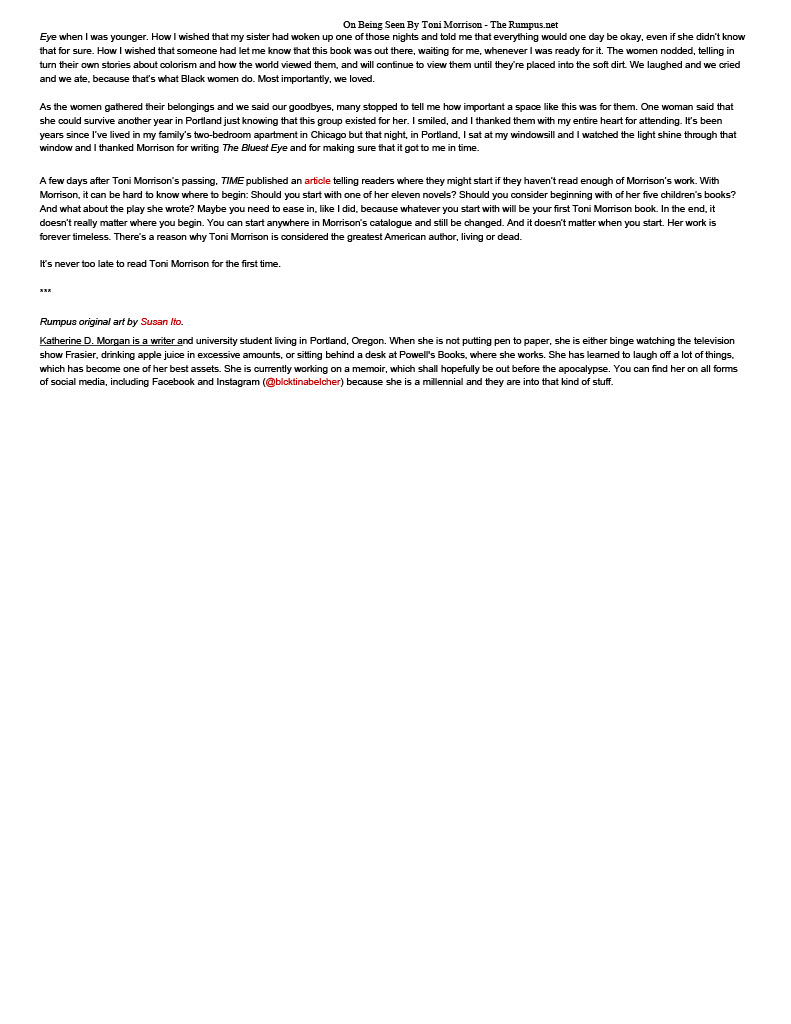 On Being Seen By Toni Morrison - The Rumpus.net
Eye when I was younger. How I wished that my sister had woken up one of those nights and told me that everything would one day be okay, even if she didn't know
that for sure. How I wished that someone had let me know that this book was out there, waiting for me, whenever I was ready for it. The women nodded, telling in
turn their own stories about colorism and how the world viewed them, and will continue to view them until they're placed into the soft dirt. We laughed and we cried
and we ate, because that's what Black women do. Most importantly, we loved.
As the women gathered their belongings and we said our goodbyes, many stopped to tell me how important a space like this was for them. One woman said that
she could survive another year in Portland just knowing that this group existed for her. I smiled, and I thanked them with my entire heart for attending. It's been
years since I've lived in my family's two-bedroom apartment in Chicago but that night, in Portland, I sat at my windowsill and I watched the light shine through that
window and I thanked Morrison for writing The Bluest Eye and for making sure that it got to me in time.
A few days after Toni Morrison's passing, TIME published an article telling readers where they might start if they haven't read enough of Morrison's work. With
Morrison, it can be hard to know where to begin: Should you start with one of her eleven novels? Should you consider beginning with of her five children's books?
And what about the play she wrote? Maybe you need to ease in, like I did, because whatever you start with will be your first Toni Morrison book. In the end, it
doesn't really matter where you begin. You can start anywhere in Morrison's catalogue and still be changed. And it doesn't matter when you start. Her work is
forever timeless. There's a reason why Toni Morrison is considered the greatest American author, living or dead.
It's never too late to read Toni Morrison for the first time.
***
Rumpus original art by Susan Ito.
Katherine D. Morgan is a writer and university student living in Portland, Oregon. When she is not putting pen to paper, she is either binge watching the television
show Frasier, drinking apple juice in excessive amounts, or sitting behind a desk at Powell's Books, where she works. She has learned to laugh off a lot of things,
which has become one of her best assets. She is currently working on a memoir, which shall hopefully be out before the apocalypse. You can find her on all forms
of social media, including Facebook and Instagram (@blcktinabelcher) because she is a millennial and they are into that kind of stuff.